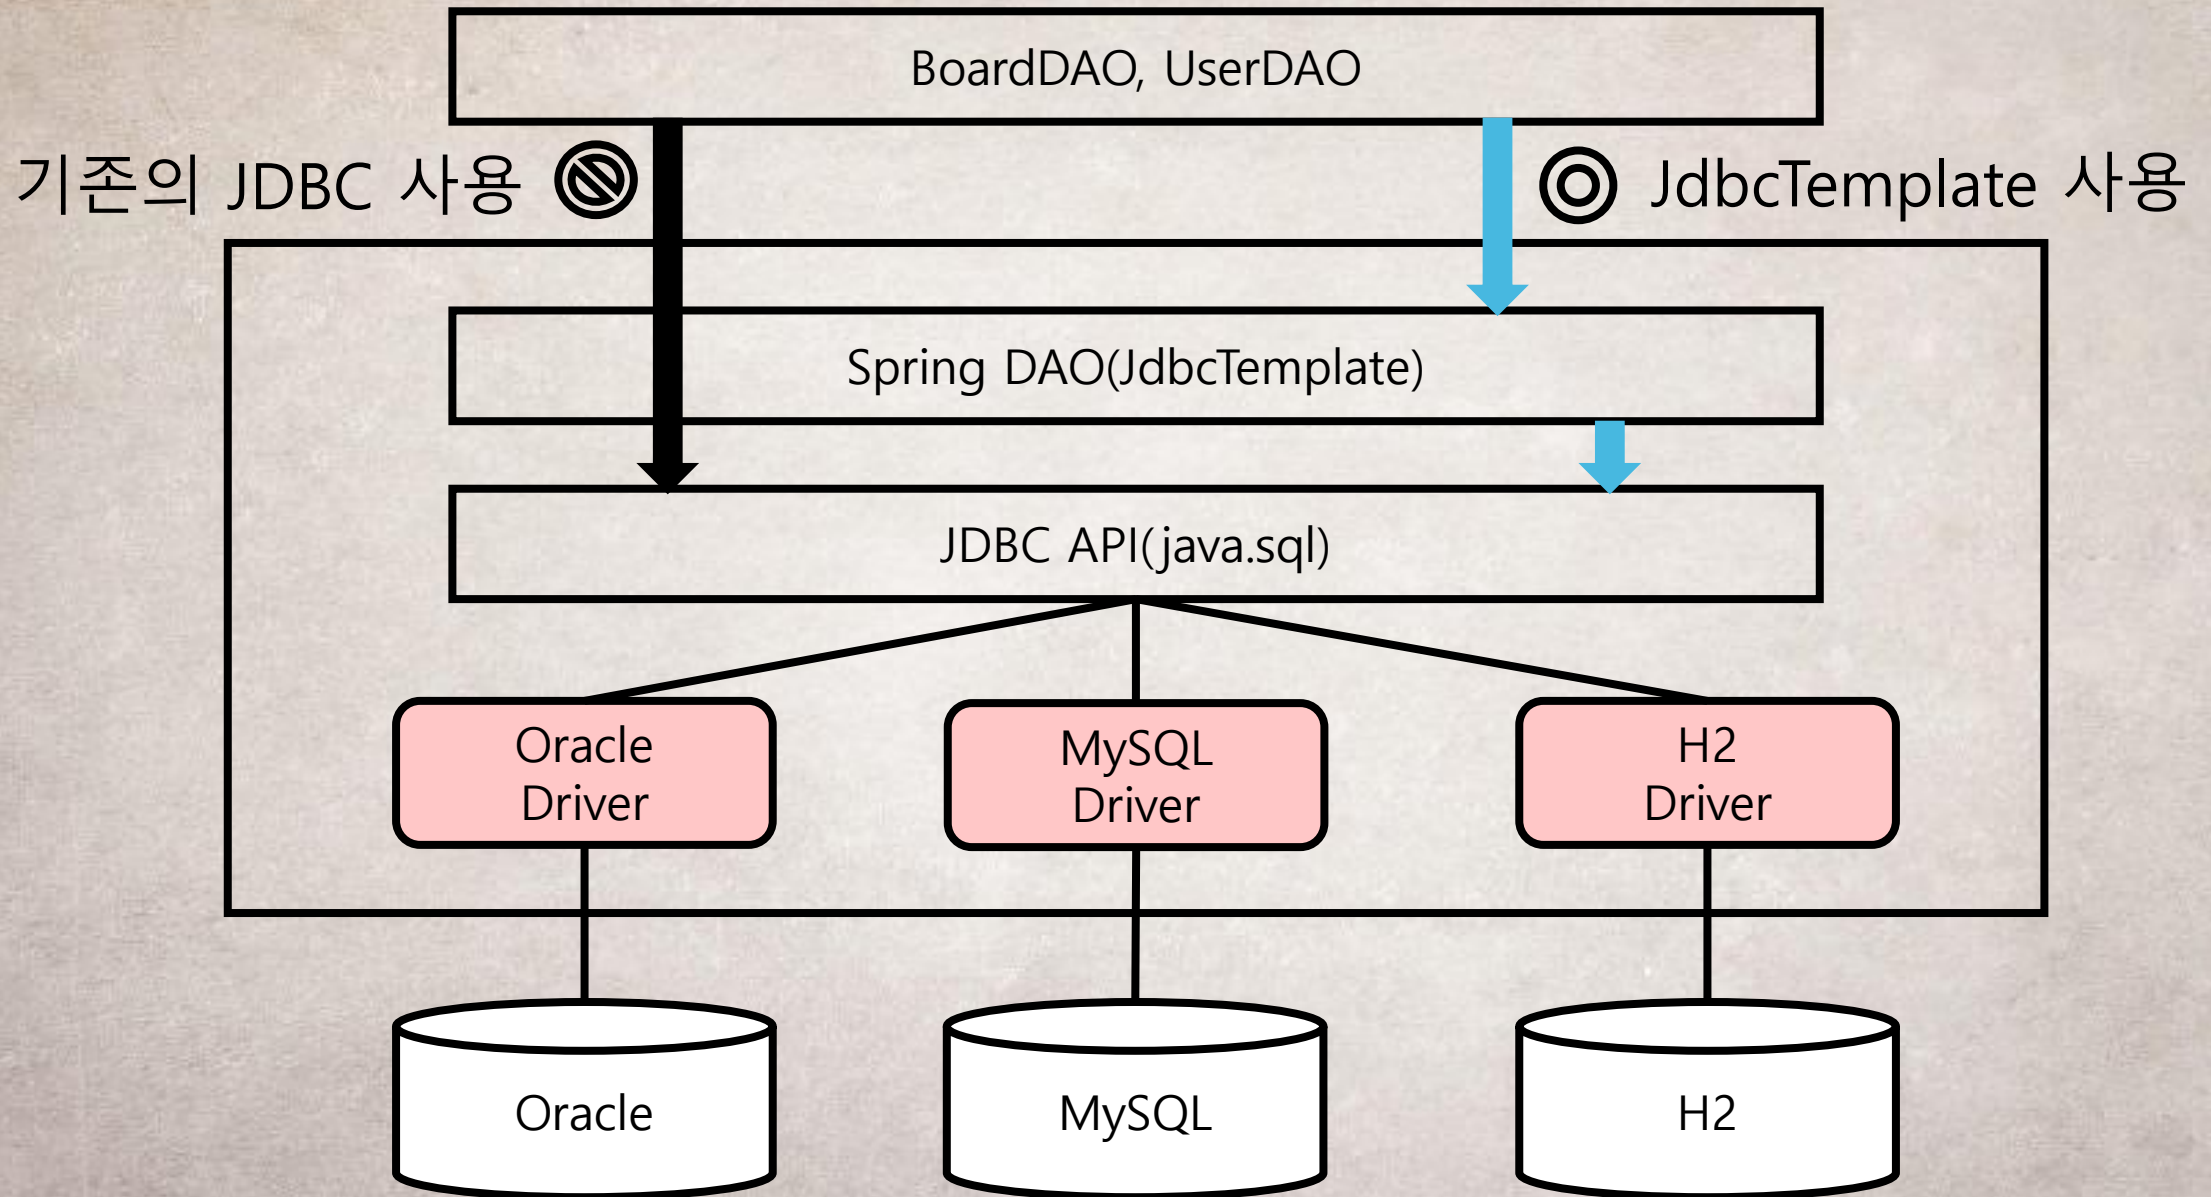 BoardDAO, UserDAO
기존의 JDBC 사용
JdbcTemplate 사용
Spring DAO(JdbcTemplate)
JDBC API(java.sql)
Oracle
Driver
MySQL
Driver
H2
Driver
Oracle
MySQL
H2